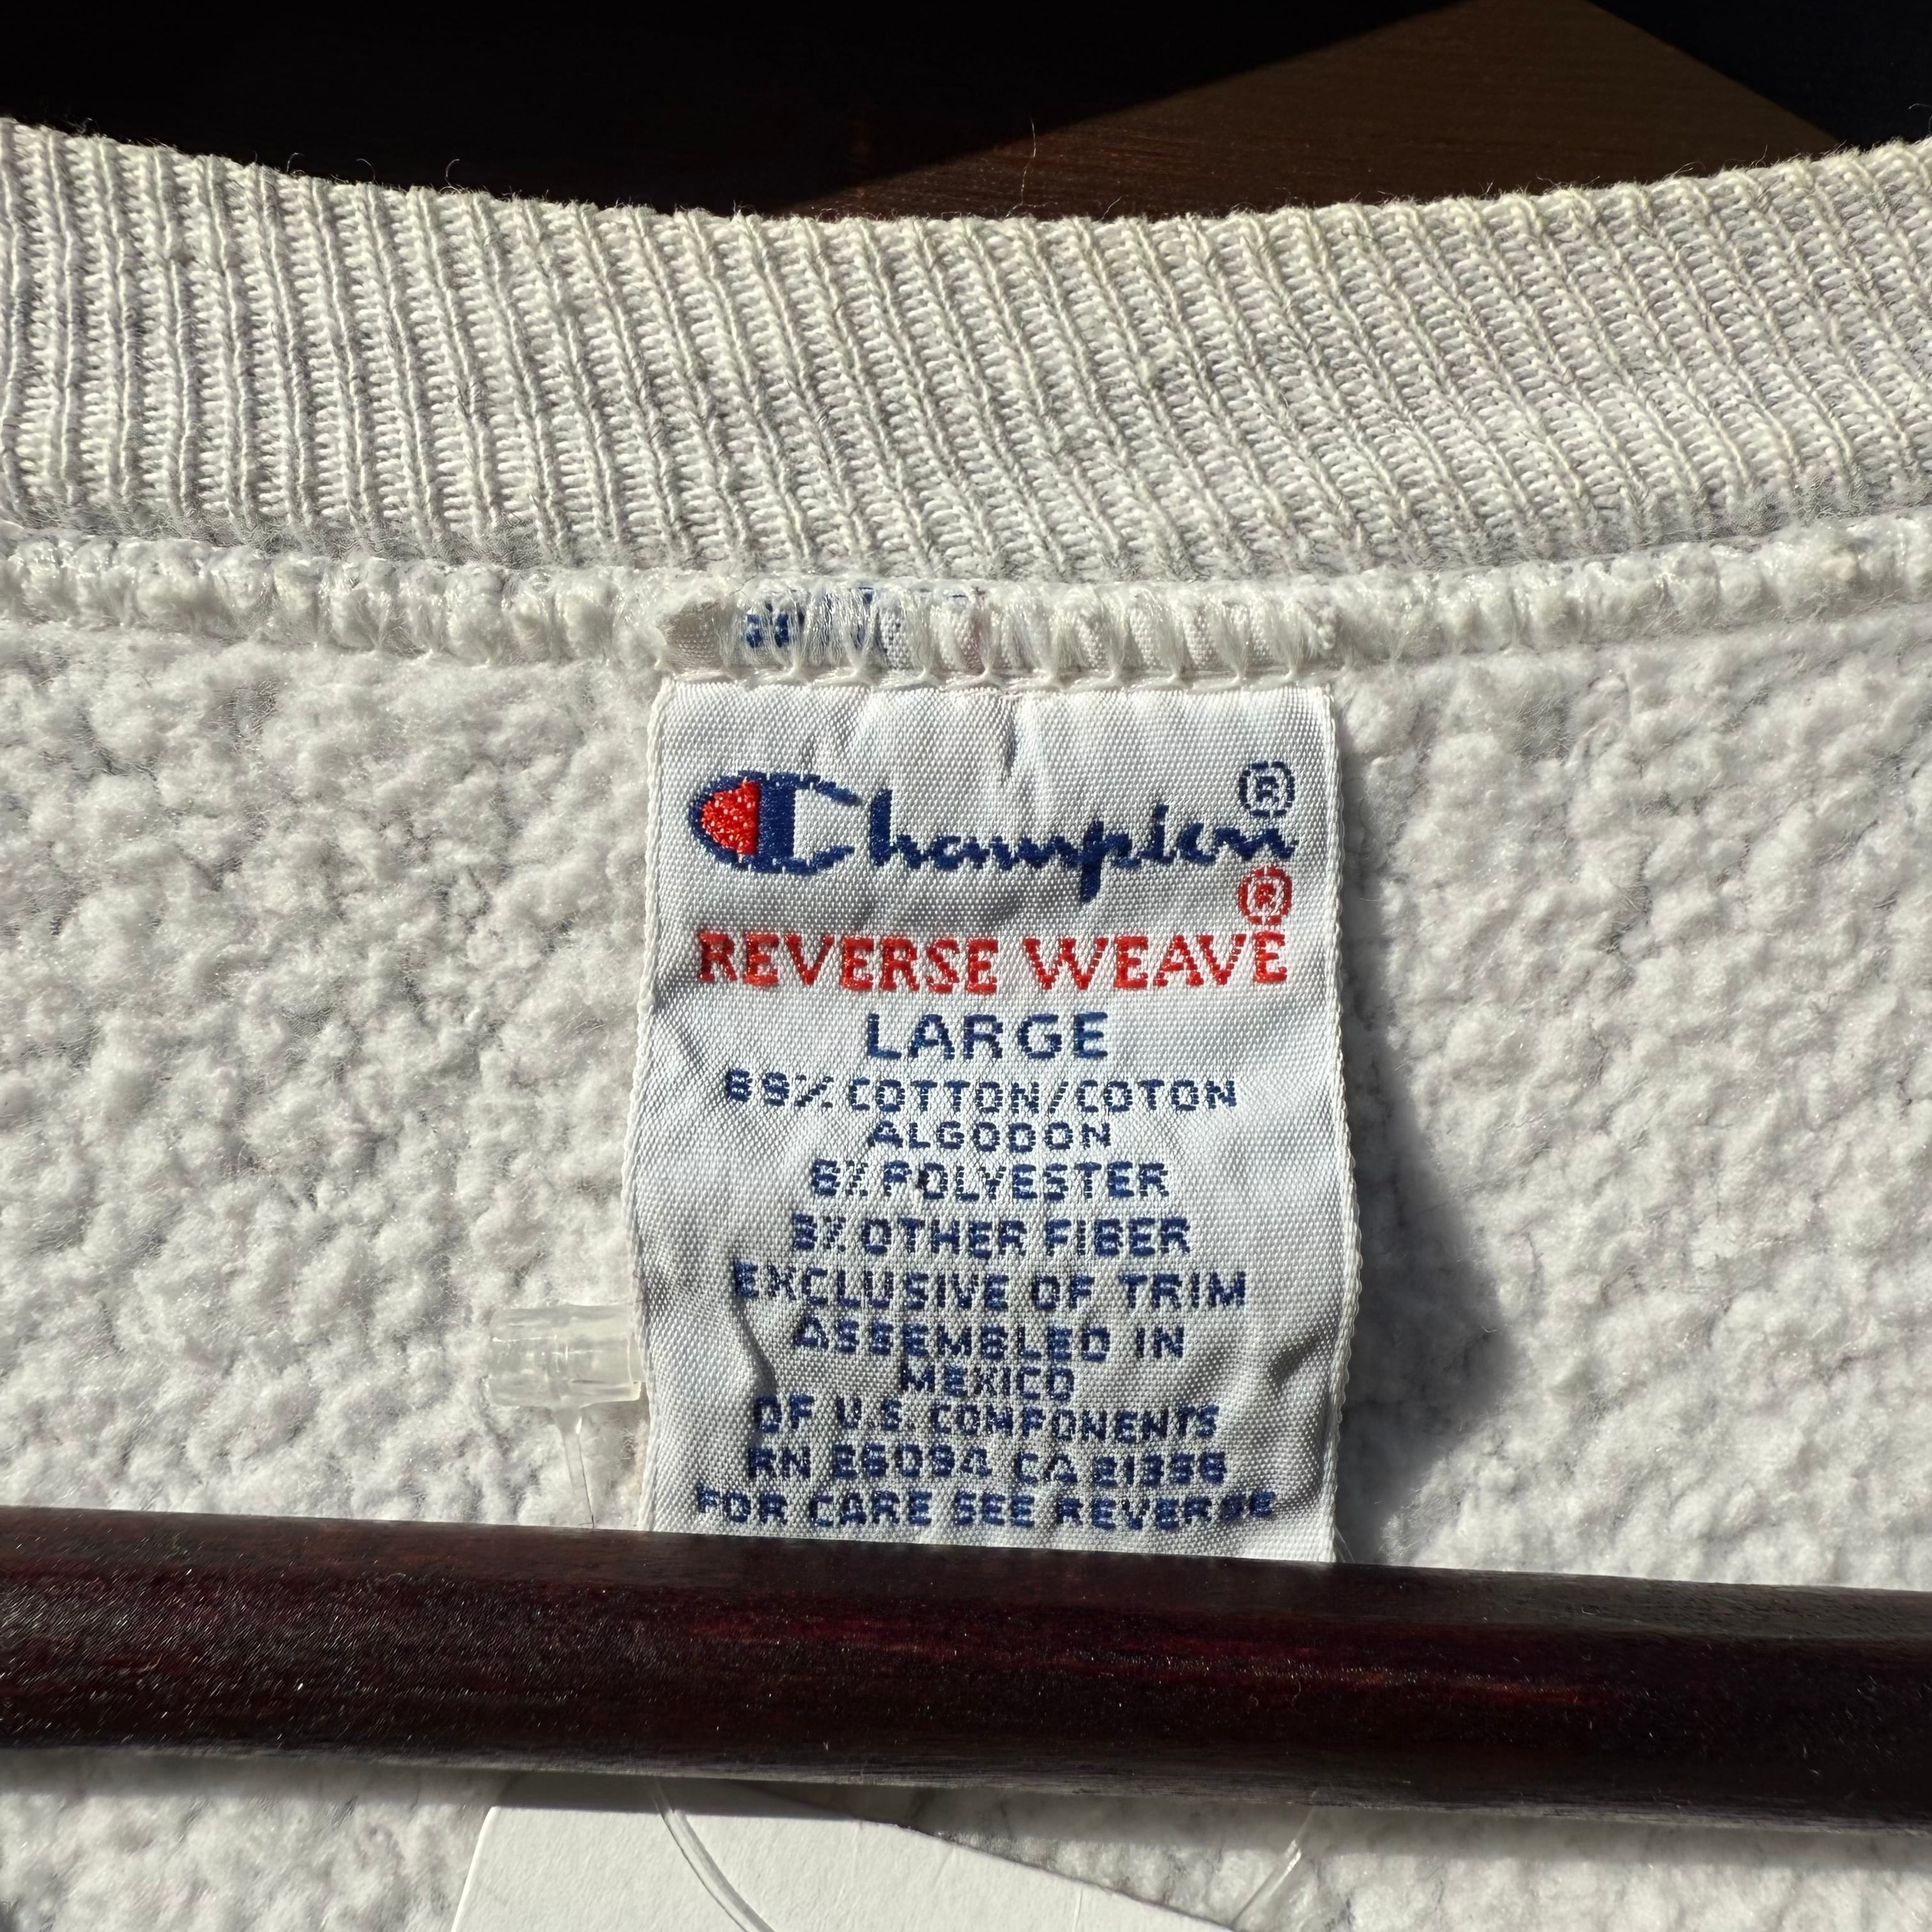 Champion®
®
REVERSE WEAVE
LARGE
89% COTTON/COTON
ALGODON
8% POLYESTER
3% OTHER FIBER
EXCLUSIVE OF TRIM
ASSEMBLED IN
MEXICO
OF U.S. COMPONENTS
RN 26094 CA 21396
FOR CARE SEE REVERSE